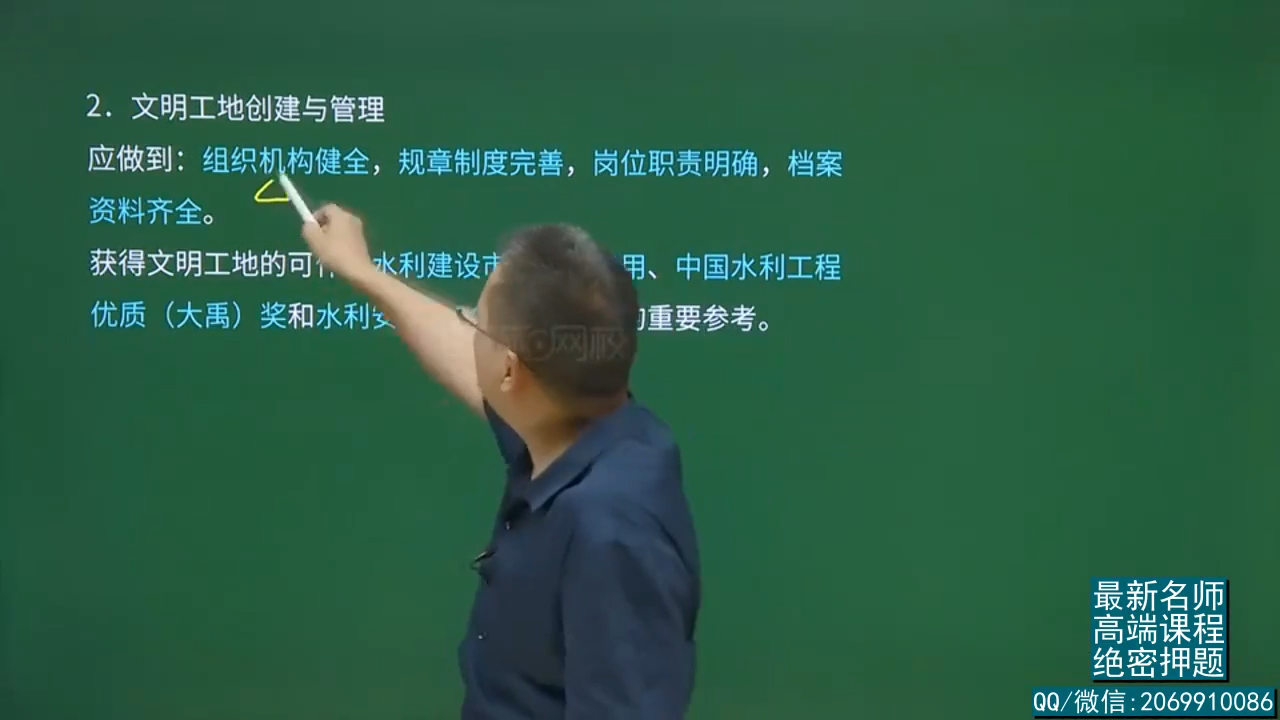 2．文明工地创建与管理
应做到：组织机构健全，规章制度完善，岗位职责明确，档案
资料齐全。
获得文明工地的可 水利建设市 用、中国水利工程
优质（大禹）奖和水利安 的重要参考。
网校
最新名师
高端课程
绝密押题
QQ/微信:2069910086